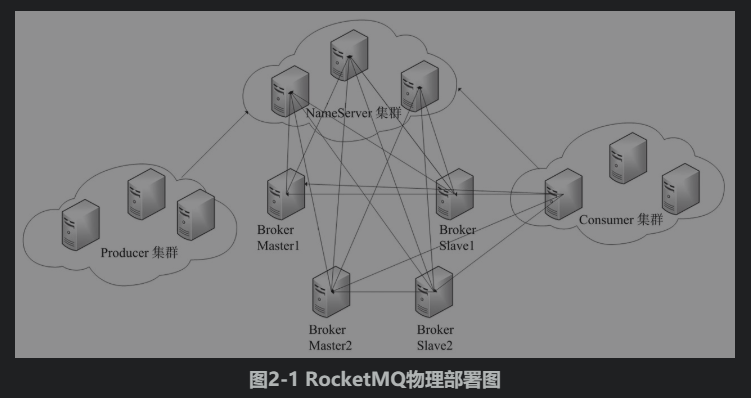 NameServer 集群
Producer 集群
Consumer 集群
Broker
Master1
Broker
Slave1
Broker
Master2
Broker
Slave2
图2-1 RocketMQ物理部署图